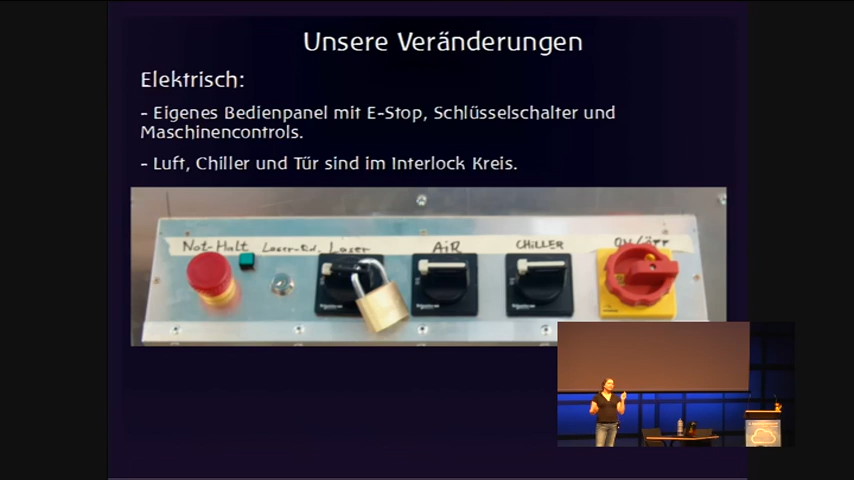 Unsere Veränderungen
Elektrisch:
- Eigenes Bedienpanel mit E-Stop, Schlüsselschalter und
Maschinencontrols.
- Luft, Chiller und Tür sind im Interlock Kreis.
Not-Halt Laser-En. Laser AiR CHiLLER ON/OFF